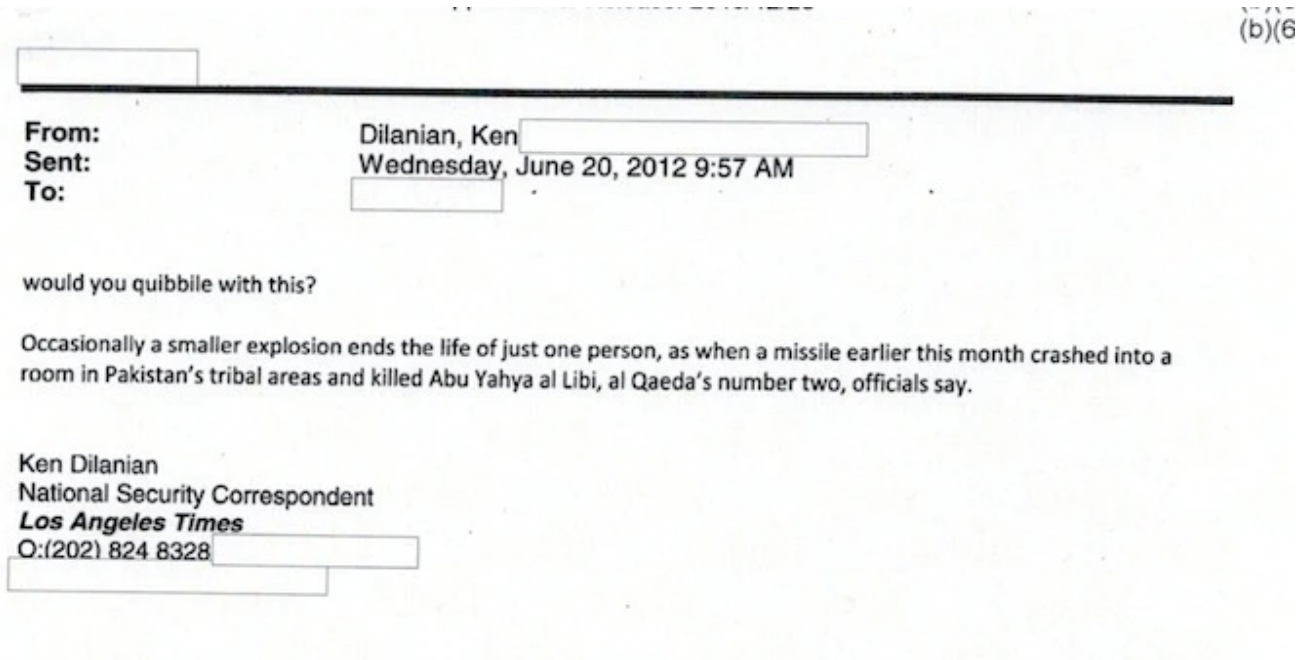 (b)(6
From: Dilanian, Ken
Sent: Wednesday, June 20, 2012 9:57 AM
To:
would you quibbile with this?
Occasionally a smaller explosion ends the life of just one person, as when a missile earlier this month crashed into a
room in Pakistan's tribal areas and killed Abu Yahya al Libi, al Qaeda's number two, officials say.
Ken Dilanian
National Security Correspondent
Los Angeles Times
O:(202) 824 8328